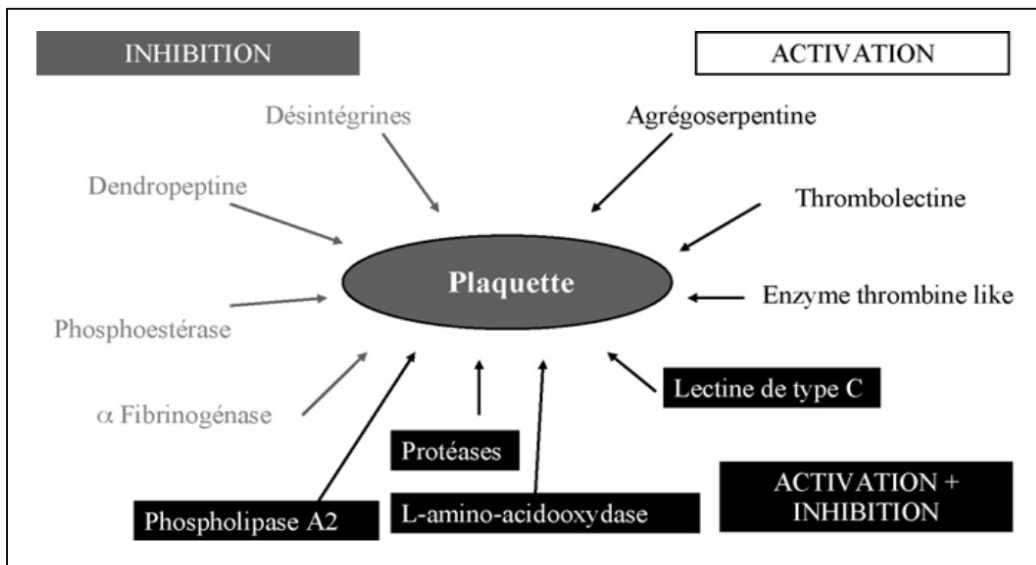 INHIBITION
ACTIVATION
Désintégrines
Agrégoserpentine
Dendropeptine
Thrombolectine
Plaquette
Enzyme thrombine like
Phosphoestérase
Lectine de type C
α Fibrinogénase
Protéases
ACTIVATION +
INHIBITION
Phospholipase A2
L-amino-acidooxydase